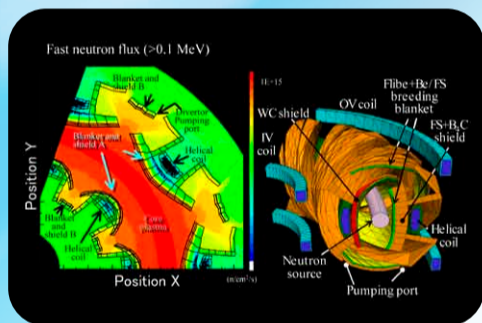 Fast neutron flux (>0.1 MeV)
Blanket and
shield B
Divertor
Pumping
port
Blanket and
shield A
Helical
coil
Core
plasma
Blanket
and
shield B
Helical
coil
Position Y
Position X
1E+15
(n/cm²/s)
Flibe+Be/FS
breeding
blanket
OV coil
WC shield
FS+B₄C
shield
IV
coil
Helical
coil
Neutron
source
Pumping port